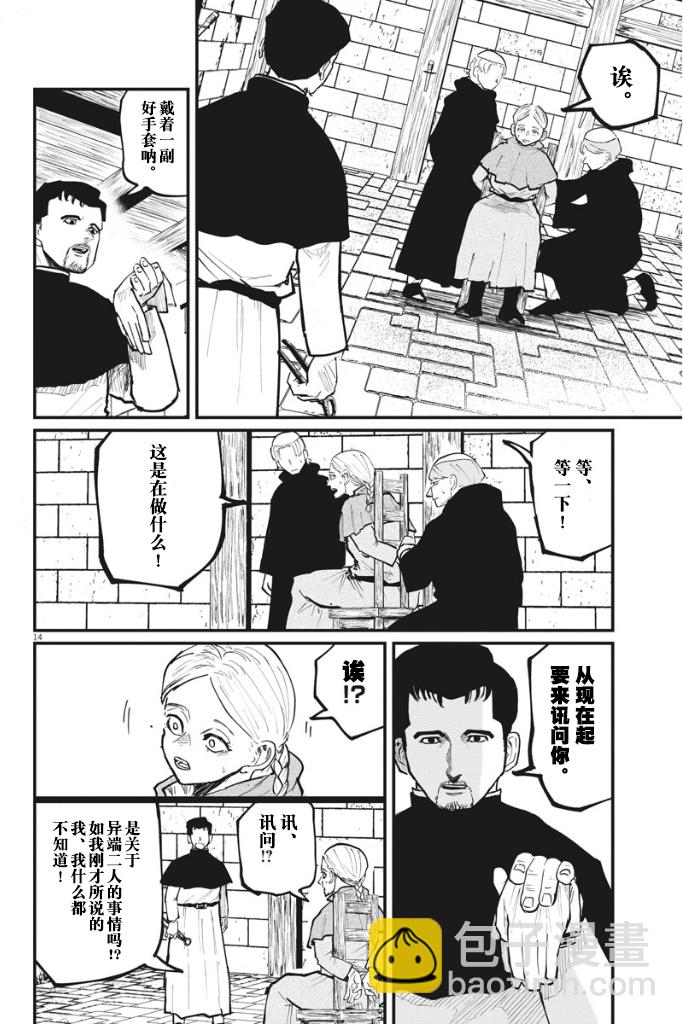 诶。
戴着一副
好手套呐。
等、
等一下！
这是在做什么！
14
从现在起
要来讯问你。
诶!?
讯、
讯问!?
是关于
异端二人的事情吗!?
如我刚才所说的
我、我什么都
不知道！
包子漫畫
baozimh.com